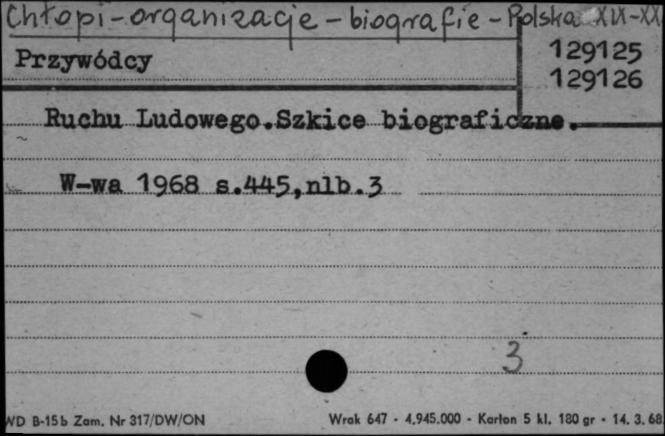 Chłopi-organizacje-biografie-Polska XIX-XX
Przywódcy
129125
129126
Ruchu Ludowego.Szkice biograficzne.
W-wa 1968 s.445,nlb.3
3
WD B-15b Zam. Nr 317/DW/ON
Wrak 647 - 4.945.000 - Karton 5 kl. 180 gr - 14.3.68